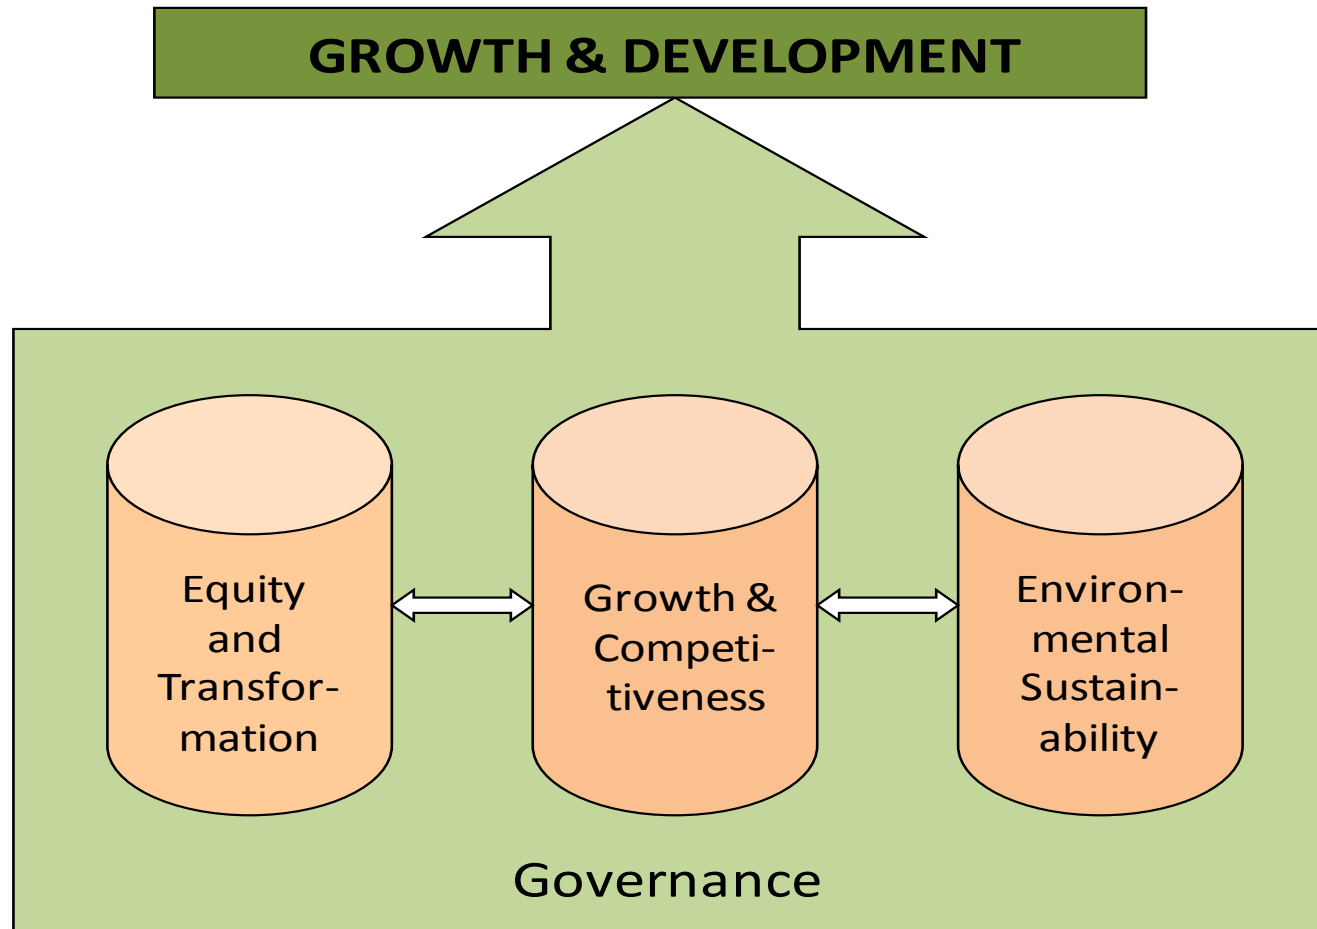 GROWTH & DEVELOPMENT
Equity
and
Transfor-
mation
Growth &
Competi-
tiveness
Environ-
mental
Sustain-
ability
Governance